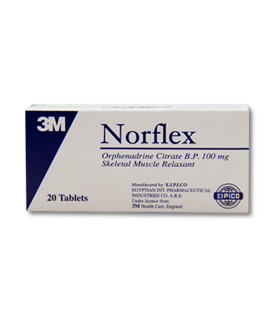 3M
Norflex
Orphenadrine Citrate B.P. 100 mg
Skeletal Muscle Relaxant
20 Tablets
Manufactured by: E.I.P.I.CO
EGYPTIAN INT. PHARMACEUTICAL
INDUSTRIES CO. A.R.E.
Under licence from
3M Health Care, England
EIPICO